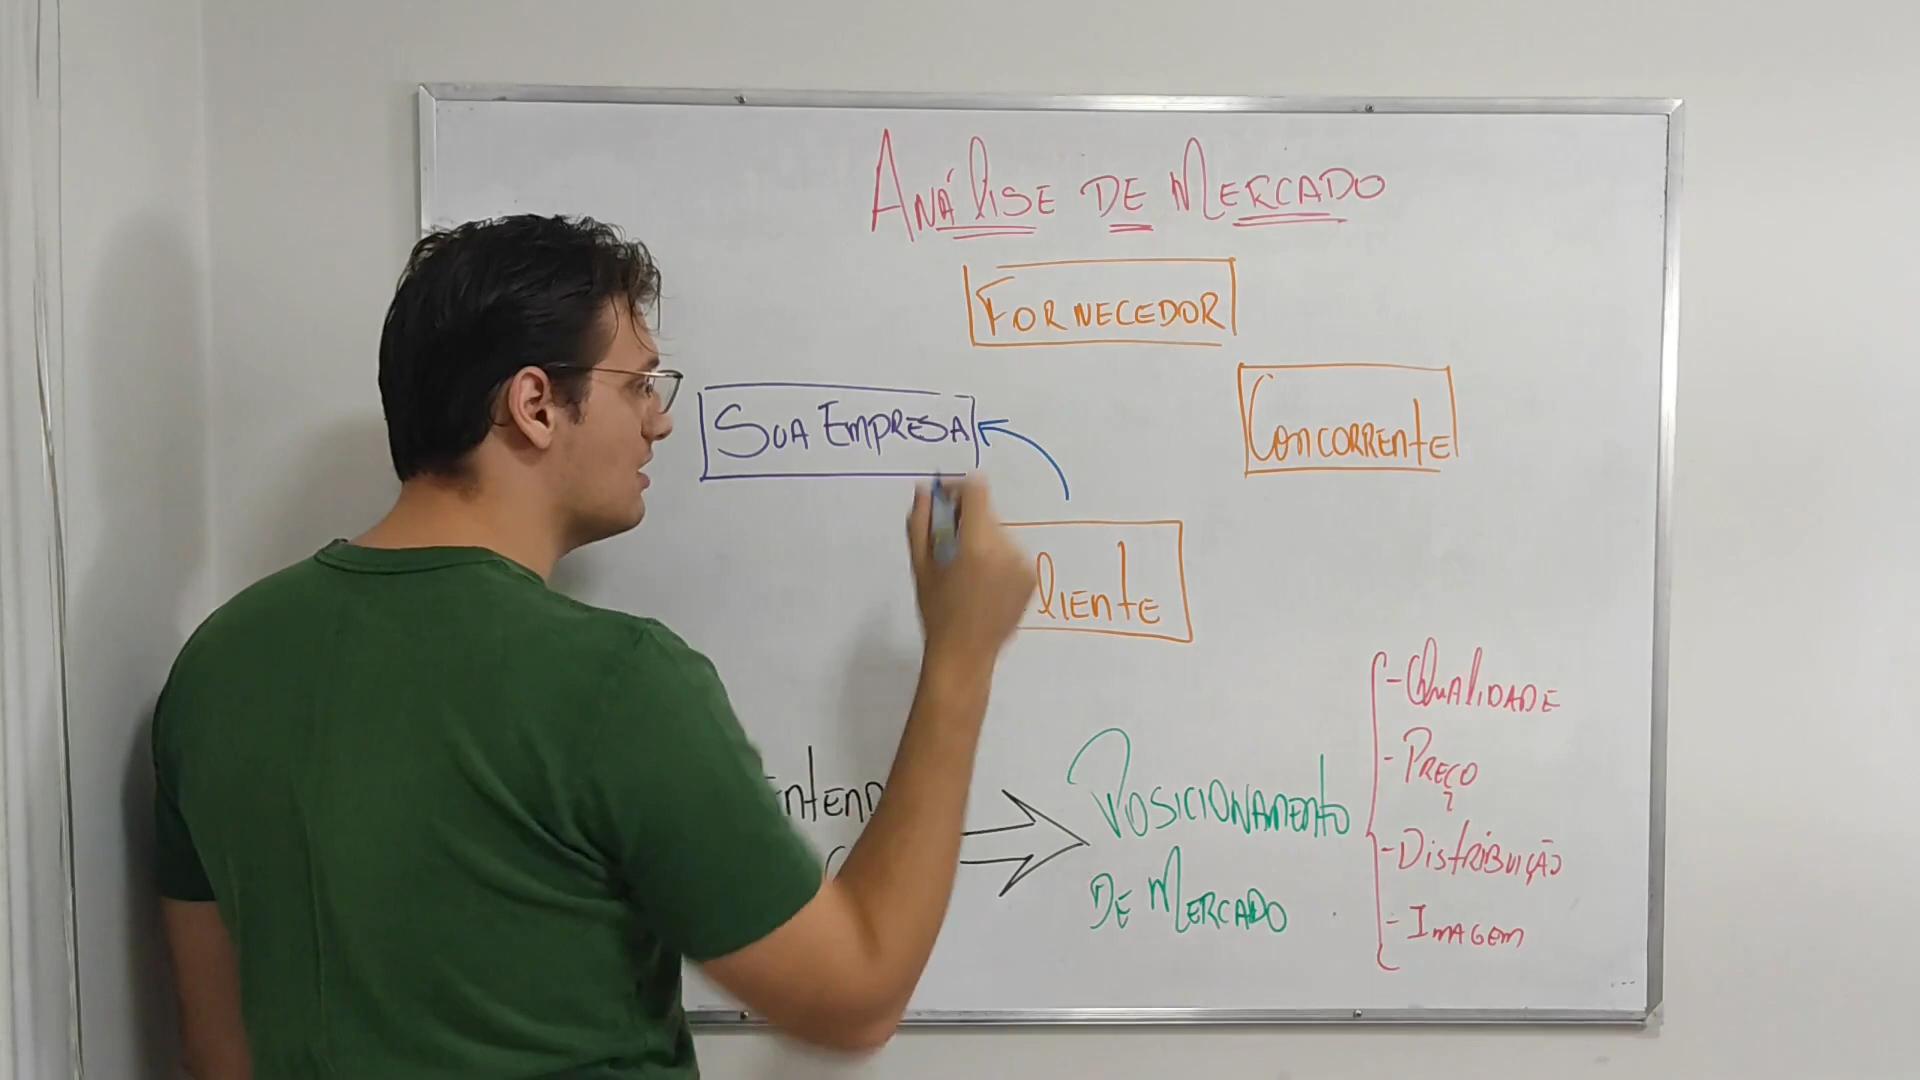 Análise de Mercado
Fornecedor
Concorrente
Sua Empresa
liente
- Qualidade
- Preço
- Distribuição
- Imagem
Posicionamento
de Mercado